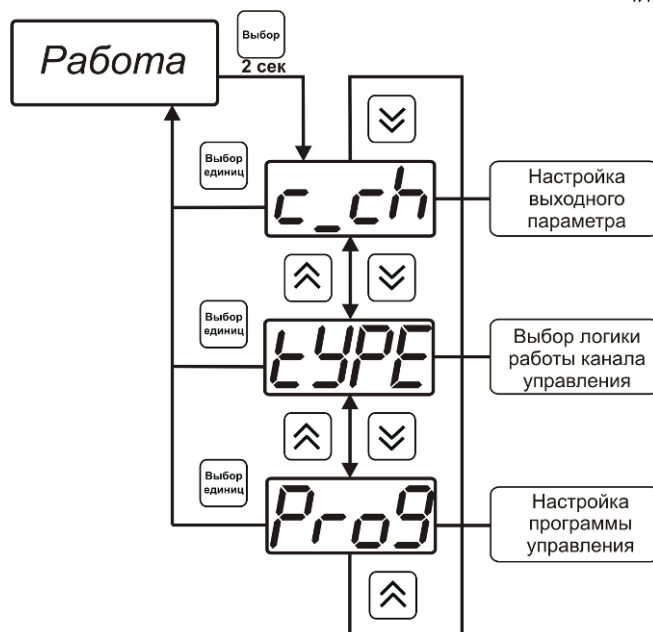 Выбор
Работа
2 сек
Выбор
единиц
c_ch
Настройка
выходного
параметра
Выбор
единиц
tYPE
Выбор логики
работы канала
управления
Выбор
единиц
Prog
Настройка
программы
управления